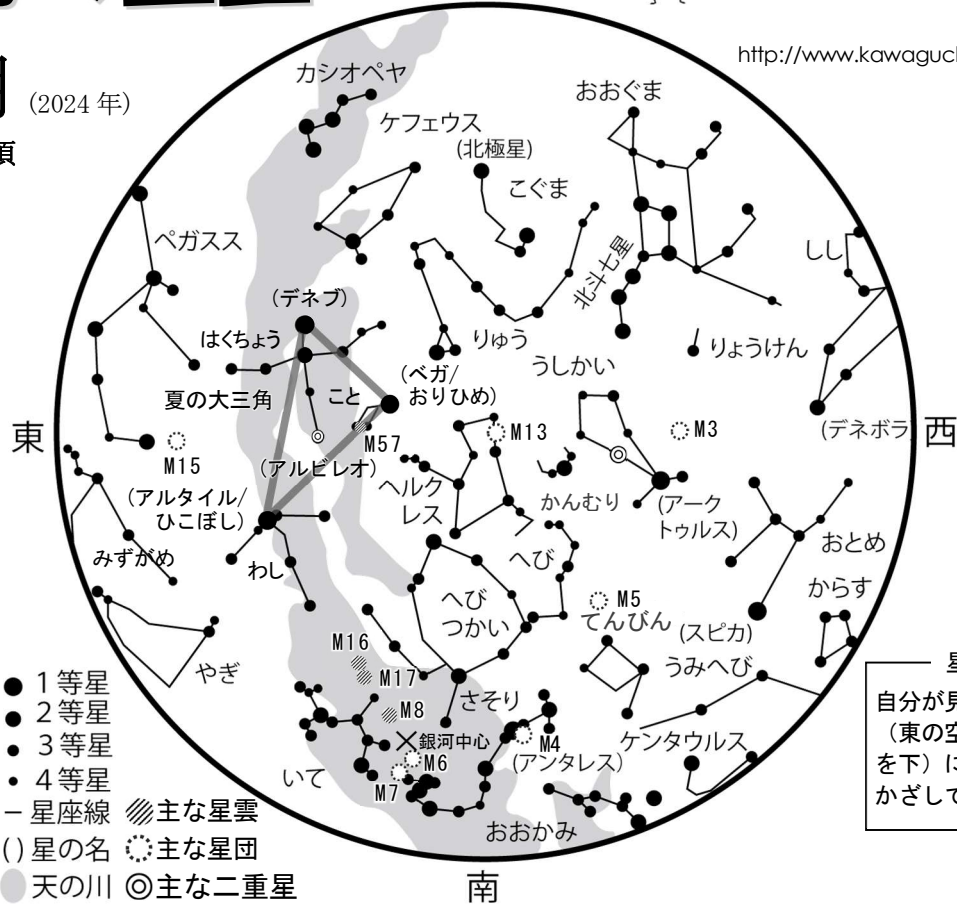 (2024 年)
http://www.kawaguch
カシオペヤ
おおぐま
ケフェウス
(北極星)
こぐま
ペガスス
しし
北斗七星
(デネブ)
はくちょう
りゅう
りょうけん
うしかい
(ベガ/
おりひめ)
夏の大三角
こと
(デネボラ
東
西
M57
M13
M3
M15
(アルビレオ)
ヘルク
レス
かんむり
(アーク
トゥルス)
(アルタイル/
ひこぼし)
おとめ
みずがめ
わし
へび
からす
へび
つかい
M5
てんびん
(スピカ)
M16
やぎ
うみへび
M17
さそり
M8
銀河中心
M4
ケンタウルス
(アンタレス)
M6
いて
M7
おおかみ
南
1等星
2等星
3等星
4等星
星座線
主な星雲
()星の名
主な星団
天の川
主な二重星
自分が見
(東の空
を下)に
かざして